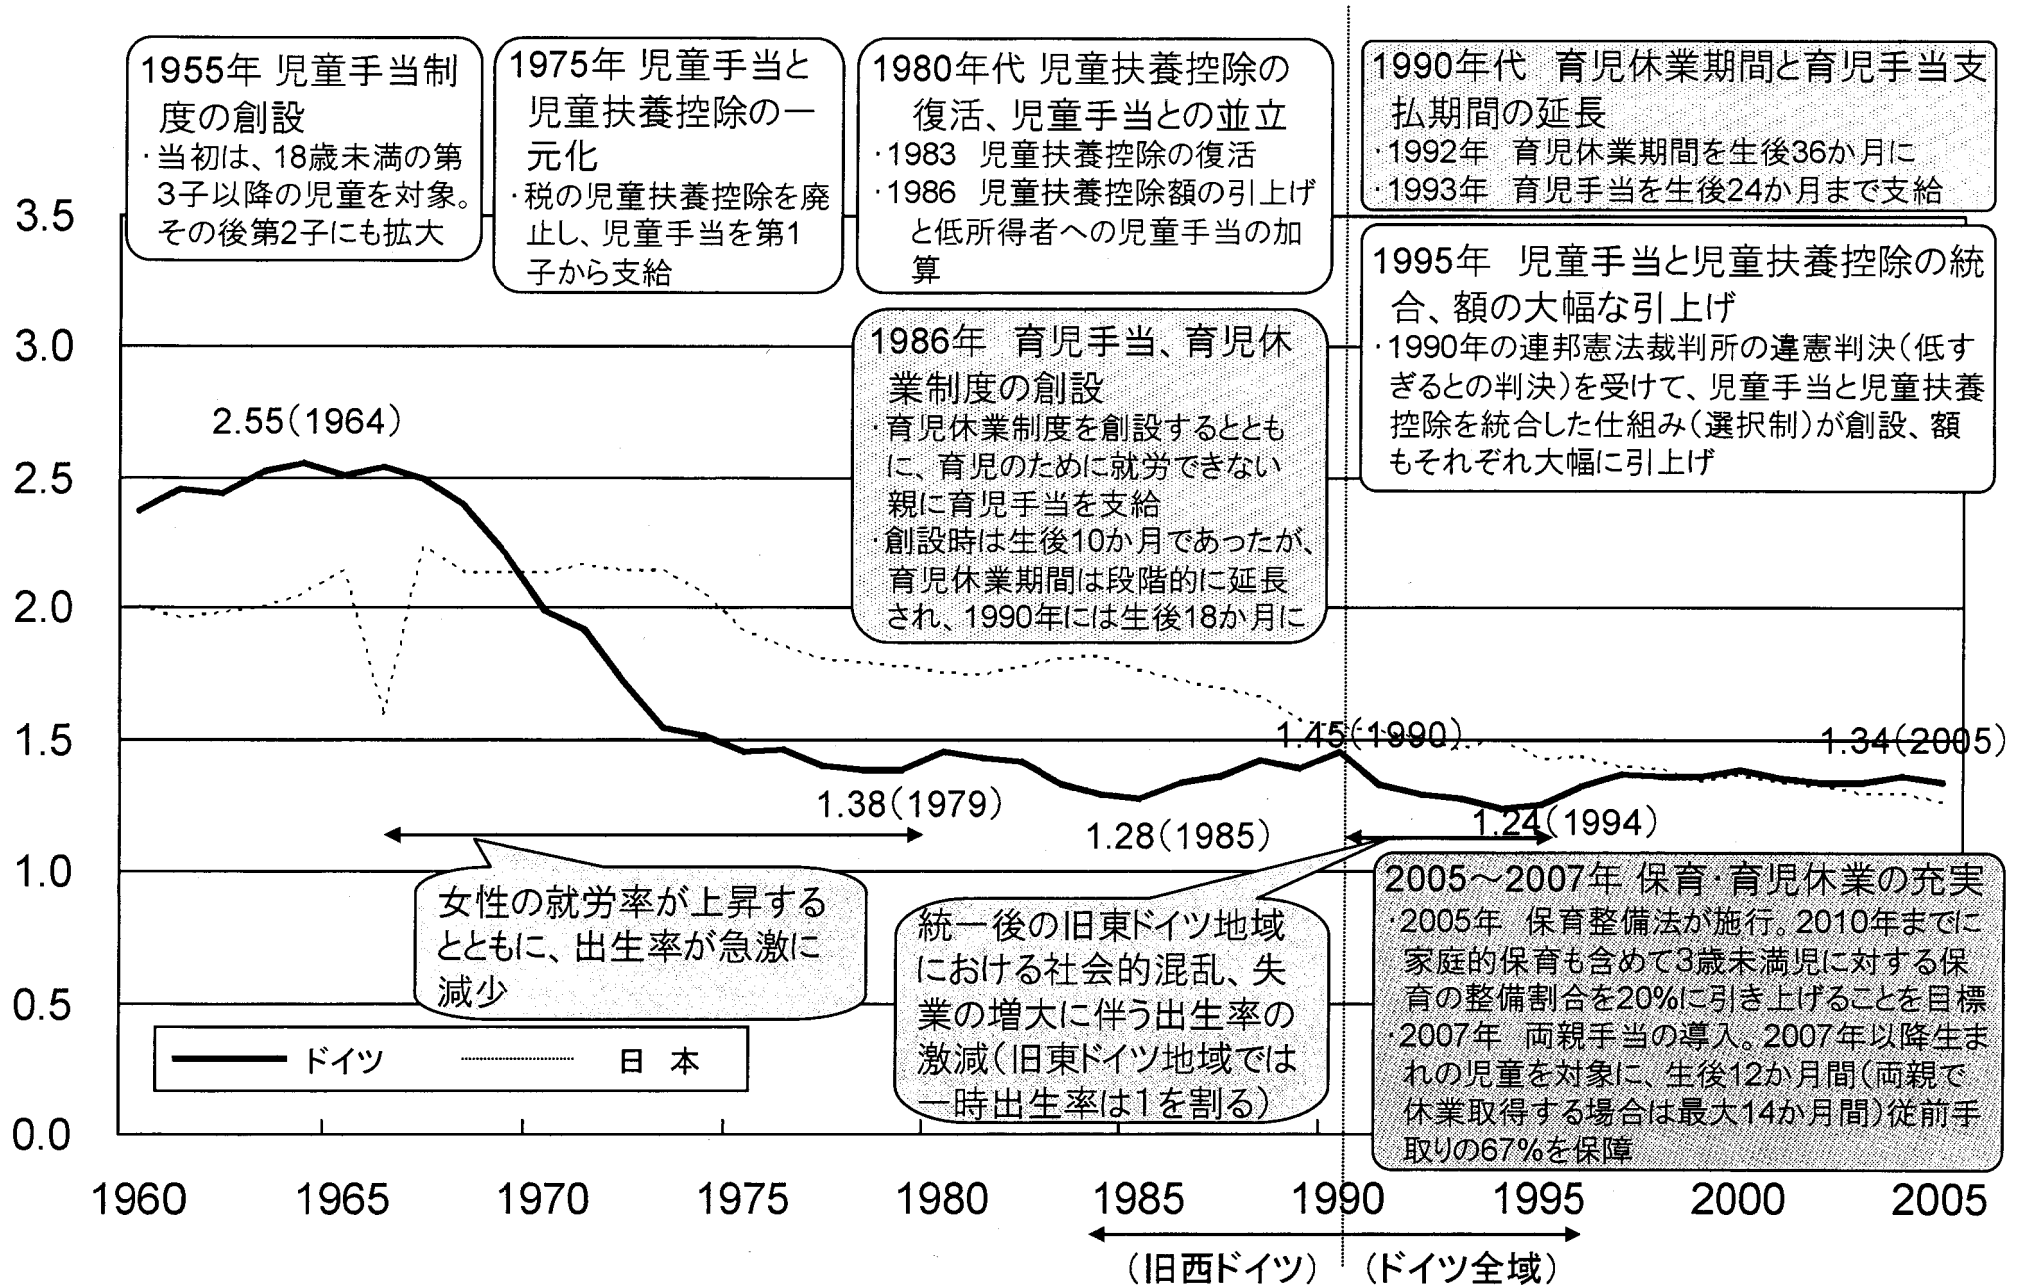 1955年 児童手当制
度の創設
・当初は、18歳未満の第
3子以降の児童を対象。
その後第2子にも拡大
1975年 児童手当と
児童扶養控除の一
元化
・税の児童扶養控除を廃
止し、児童手当を第1
子から支給
1980年代 児童扶養控除の
復活、児童手当との並立
・1983 児童扶養控除の復活
・1986 児童扶養控除額の引上げ
と低所得者への児童手当の加
算
1990年代 育児休業期間と育児手当支
払期間の延長
・1992年 育児休業期間を生後36か月に
・1993年 育児手当を生後24か月まで支給
1995年 児童手当と児童扶養控除の統
合、額の大幅な引上げ
・1990年の連邦憲法裁判所の違憲判決(低す
ぎるとの判決)を受けて、児童手当と児童扶養
控除を統合した仕組み(選択制)が創設、額
もそれぞれ大幅に引上げ
1986年 育児手当、育児休
業制度の創設
・育児休業制度を創設するととも
に、育児のために就労できない
親に育児手当を支給
・創設時は生後10か月であったが、
育児休業期間は段階的に延長
され、1990年には生後18か月に
3.5
3.0
2.5
2.0
1.5
1.0
0.5
0.0
2.55(1964)
1.38(1979)
1.28(1985)
1.45(1990)
1.24(1994)
1.34(2005)
女性の就労率が上昇する
とともに、出生率が急激に
減少
統一後の旧東ドイツ地域
における社会的混乱、失
業の増大に伴う出生率の
激減(旧東ドイツ地域では
一時出生率は1を割る)
2005~2007年 保育・育児休業の充実
・2005年 保育整備法が施行。2010年までに
家庭的保育も含めて3歳未満児に対する保
育の整備割合を20%に引き上げることを目標
・2007年 両親手当の導入。2007年以降生ま
れの児童を対象に、生後12か月間(両親で
休業取得する場合は最大14か月間)従前手
取りの67%を保障
ドイツ 日 本
1960 1965 1970 1975 1980 1985 1990 1995 2000 2005
(旧西ドイツ) (ドイツ全域)